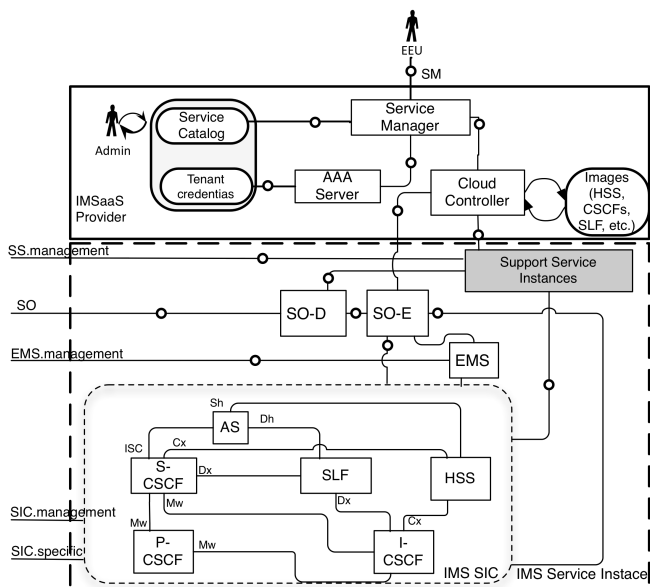 EEU
SM
Service
Manager
Service
Catalog
Admin
Tenant
credentias
AAA
Server
Cloud
Controller
Images
(HSS,
CSCFs,
SLF, etc.)
IMSaaS
Provider
SS.management
Support Service
Instances
SO
SO-D
SO-E
EMS.management
EMS
Sh
AS
Dh
ISC
Cx
S-
CSCF
Dx
SLF
HSS
Mw
Dx
SIC.management
Mw
Cx
P-
CSCF
Mw
I-
CSCF
SIC.specific
IMS SIC
IMS Service Instace